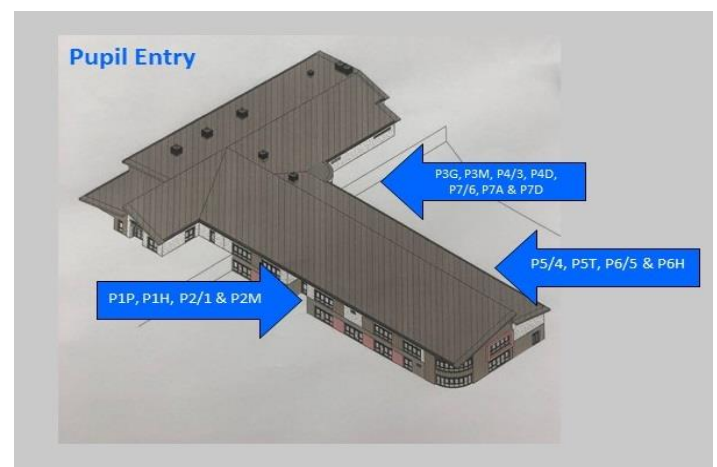 Pupil Entry
P3G, P3M, P4/3, P4D,
P7/6, P7A & P7D
P5/4, P5T, P6/5 & P6H
P1P, P1H, P2/1 & P2M